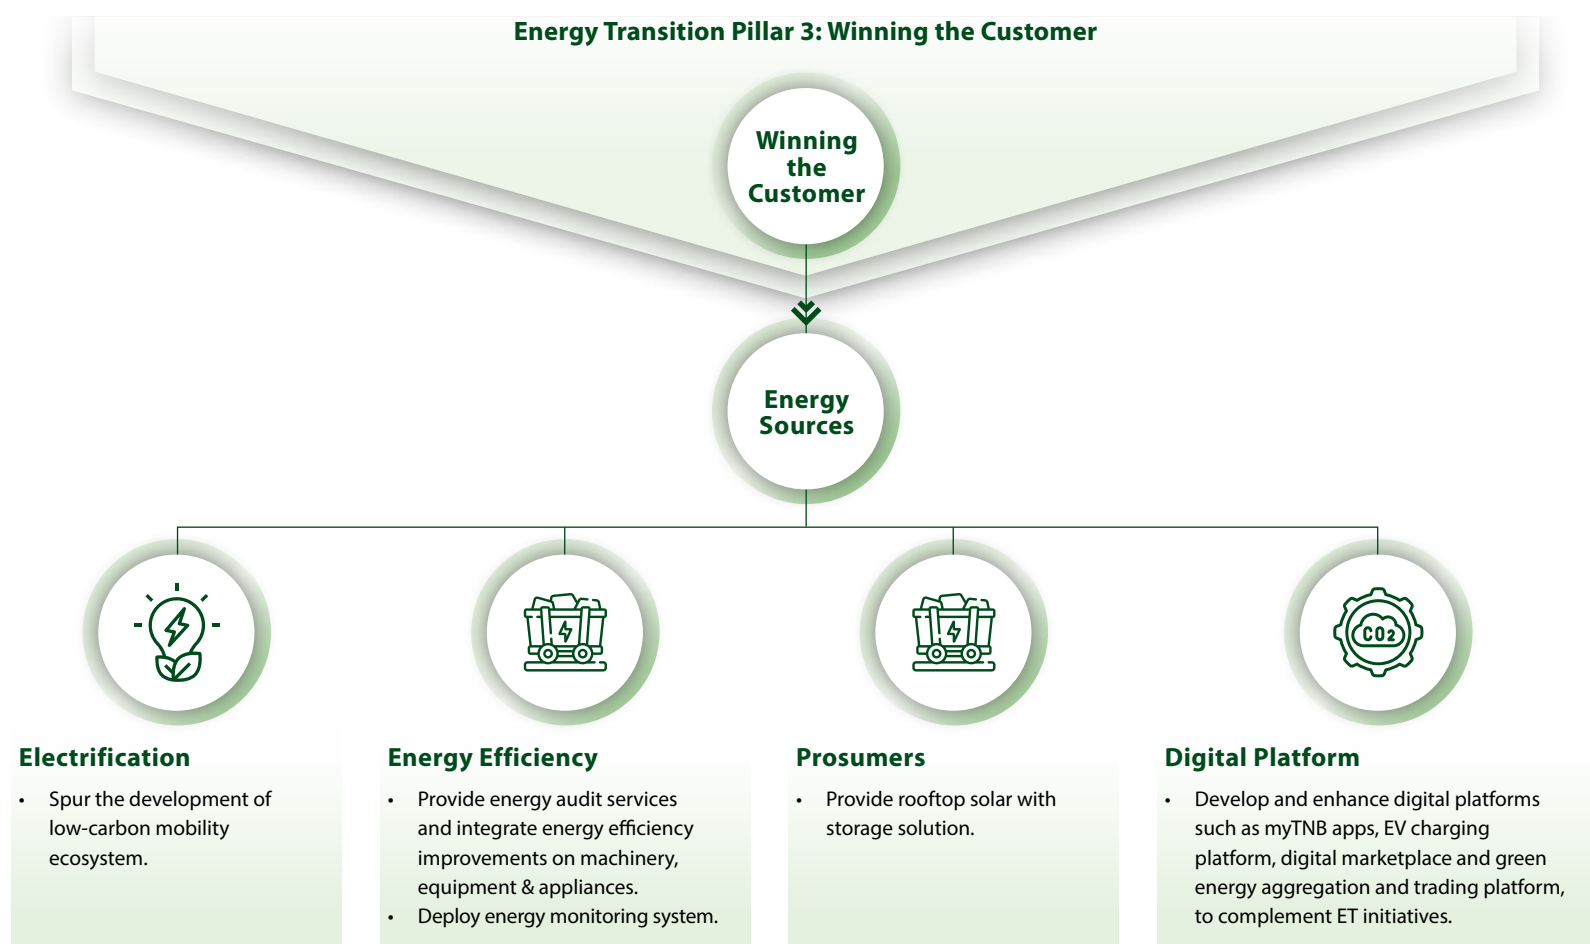 Energy Transition Pillar 3: Winning the Customer
Winning
the
Customer
Energy
Sources
CO2
Electrification
• Spur the development of
low-carbon mobility
ecosystem.
Energy Efficiency
• Provide energy audit services
and integrate energy efficiency
improvements on machinery,
equipment & appliances.
• Deploy energy monitoring system.
Prosumers
• Provide rooftop solar with
storage solution.
Digital Platform
• Develop and enhance digital platforms
such as myTNB apps, EV charging
platform, digital marketplace and green
energy aggregation and trading platform,
to complement ET initiatives.